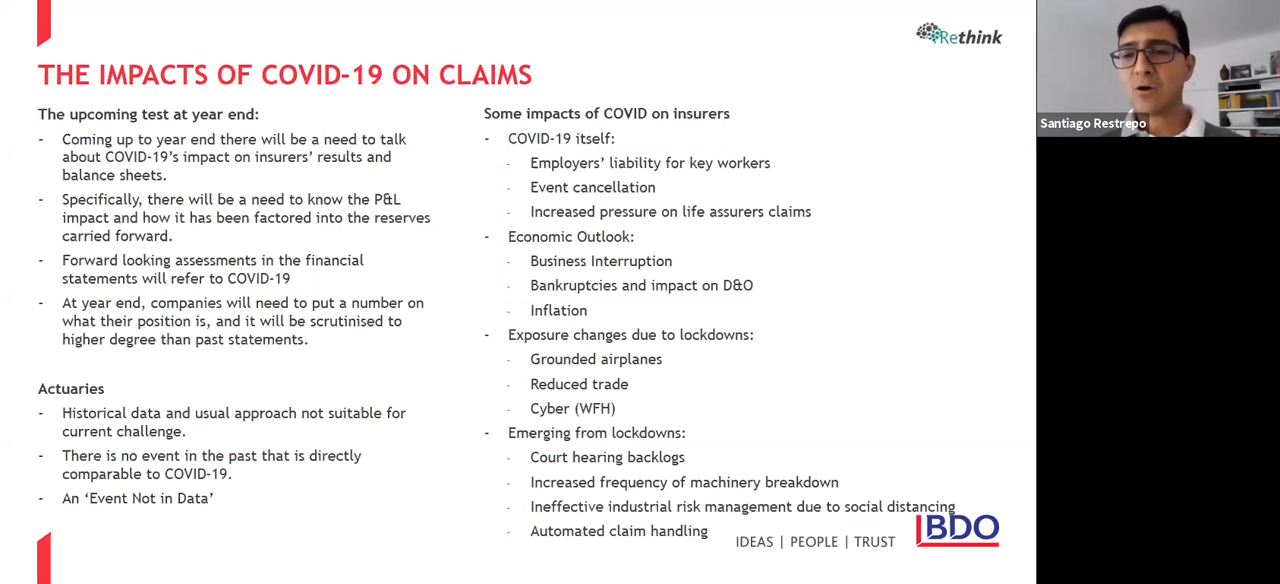 Rethink
THE IMPACTS OF COVID-19 ON CLAIMS
The upcoming test at year end:
- Coming up to year end there will be a need to talk
about COVID-19's impact on insurers' results and
balance sheets.
- Specifically, there will be a need to know the P&L
impact and how it has been factored into the reserves
carried forward.
- Forward looking assessments in the financial
statements will refer to COVID-19
- At year end, companies will need to put a number on
what their position is, and it will be scrutinised to
higher degree than past statements.
Actuaries
- Historical data and usual approach not suitable for
current challenge.
- There is no event in the past that is directly
comparable to COVID-19.
- An ‘Event Not in Data’
Some impacts of COVID on insurers
- COVID-19 itself:
- Employers’ liability for key workers
- Event cancellation
- Increased pressure on life assurers claims
- Economic Outlook:
- Business Interruption
- Bankruptcies and impact on D&O
- Inflation
- Exposure changes due to lockdowns:
- Grounded airplanes
- Reduced trade
- Cyber (WFH)
- Emerging from lockdowns:
- Court hearing backlogs
- Increased frequency of machinery breakdown
- Ineffective industrial risk management due to social distancing
- Automated claim handling
IDEAS | PEOPLE | TRUST
BDO
Santiago Restrepo